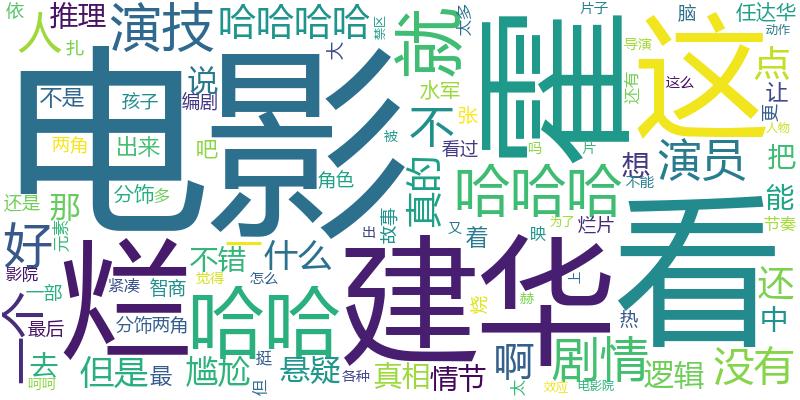 依
人
推理
演技
哈哈哈哈
就
霍
这
片子
禁区
太多
脑
任达华
动作
导演
点
扎
大
电影
说
不是
孩子
编剧
水军
还有
这么
让
更
两角
出来
吧
不
张
人物
被
看过
吗
片
想
演员
把
分饰
多
角色
真的
哈哈哈
不能
能
还是
那
故事
看
节奏
好
元素
一
不错
什么
出
着
又
映
为了
烂片
影院
烂
觉得
怎么
建华
上
还
一部
紧凑
智商
哈哈
烧
赫
热
中
一个
最后
分饰两角
啊
剧情
去
但是
最
尴尬
挺
但
悬疑
各种
真相
情节
太
效应
电影院
逻辑
没有
呵呵